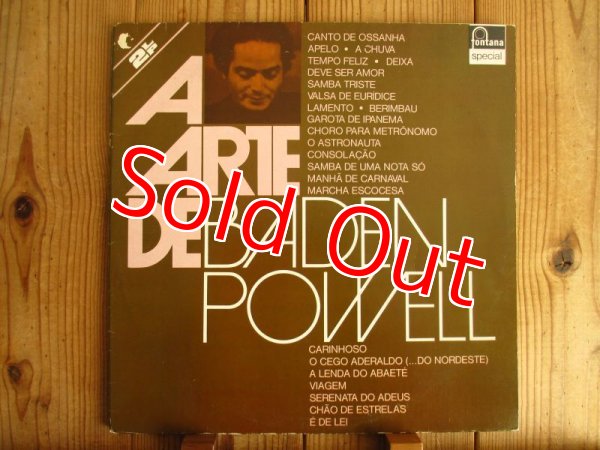 2LP
fontana
special
CANTO DE OSSANHA
APELO • A CHUVA
TEMPO FELIZ • DEIXA
DEVE SER AMOR
SAMBA TRISTE
VALSA DE EURÍDICE
LAMENTO • BERIMBAU
GAROTA DE IPANEMA
CHORO PARA METRÔNOMO
O ASTRONAUTA
CONSOLAÇÃO
SAMBA DE UMA NOTA SÓ
MANHÃ DE CARNAVAL
MARCHA ESCOCESA
A
ARTE
DE BADEN
POWELL
Sold Out
CARINHOSO
O CEGO ADERALDO (...DO NORDESTE)
A LENDA DO ABAETÉ
VIAGEM
SERENATA DO ADEUS
CHÃO DE ESTRELAS
É DE LEI